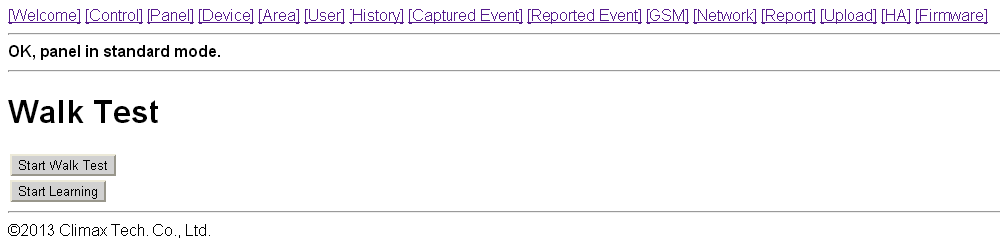 [Welcome] [Control] [Panel] [Device] [Area] [User] [History] [Captured Event] [Reported Event] [GSM] [Network] [Report] [Upload] [HA] [Firmware]
OK, panel in standard mode.
Walk Test
Start Walk Test
Start Learning
©2013 Climax Tech. Co., Ltd.